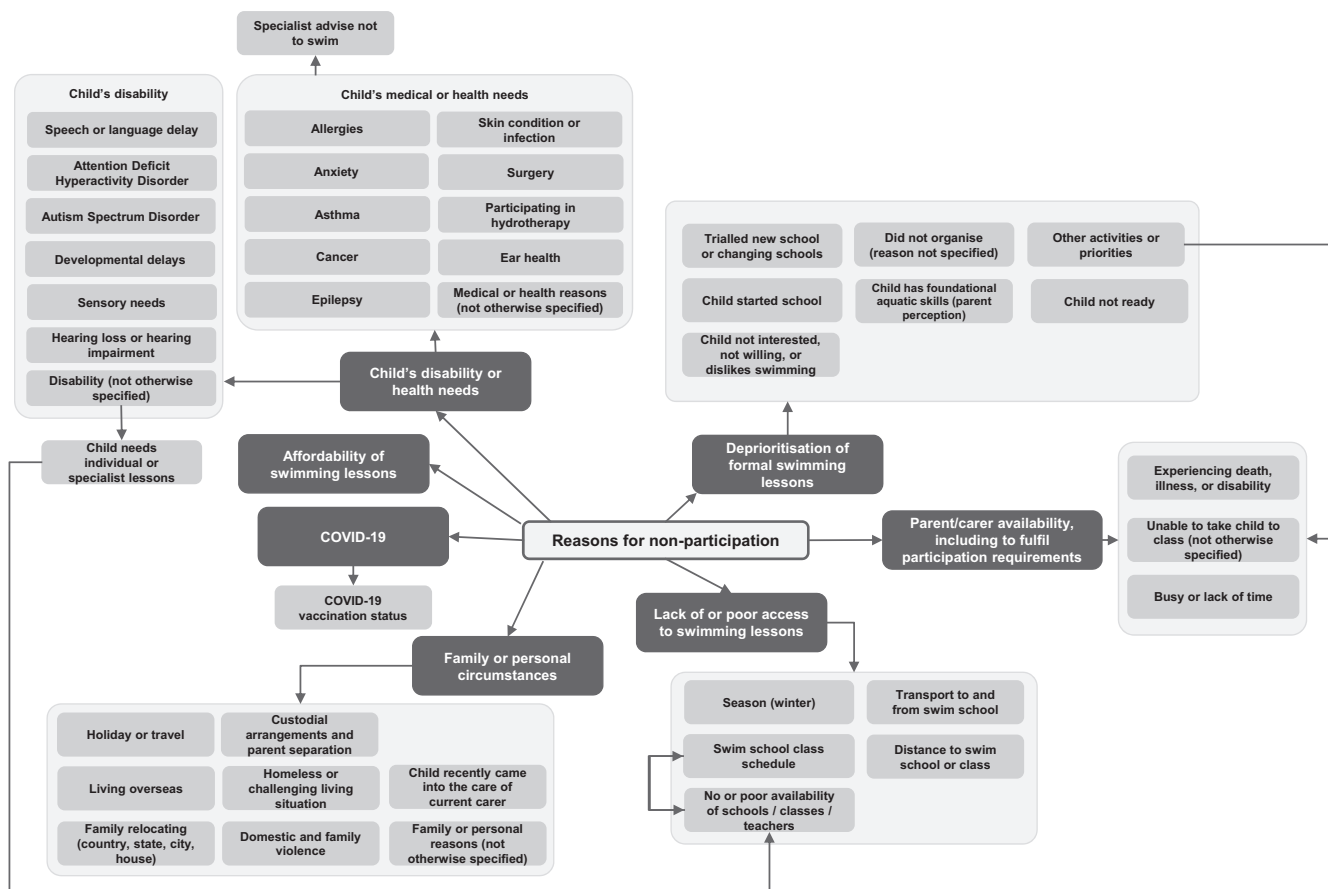 Specialist advise not
to swim
Child's disability
Speech or language delay
Attention Deficit
Hyperactivity Disorder
Autism Spectrum Disorder
Developmental delays
Sensory needs
Hearing loss or hearing
impairment
Disability (not otherwise
specified)
Child needs
individual or
specialist lessons
Child's medical or health needs
Allergies
Skin condition or
infection
Anxiety
Surgery
Asthma
Participating in
hydrotherapy
Cancer
Ear health
Epilepsy
Medical or health reasons
(not otherwise specified)
Child's disability or
health needs
Trialled new school
or changing schools
Did not organise
(reason not specified)
Other activities or
priorities
Child started school
Child has foundational
aquatic skills (parent
perception)
Child not ready
Child not interested,
not willing, or
dislikes swimming
Affordability of
swimming lessons
Deprioritisation of
formal swimming
lessons
COVID-19
COVID-19
vaccination status
Reasons for non-participation
Parent/carer availability,
including to fulfil
participation requirements
Experiencing death,
illness, or disability
Unable to take child to
class (not otherwise
specified)
Busy or lack of time
Lack of or poor access
to swimming lessons
Family or personal
circumstances
Holiday or travel
Custodial
arrangements and
parent separation
Living overseas
Homeless or
challenging living
situation
Child recently came
into the care of
current carer
Family relocating
(country, state, city,
house)
Domestic and family
violence
Family or personal
reasons (not
otherwise specified)
Season (winter)
Transport to and
from swim school
Swim school class
schedule
Distance to swim
school or class
No or poor availability
of schools / classes /
teachers